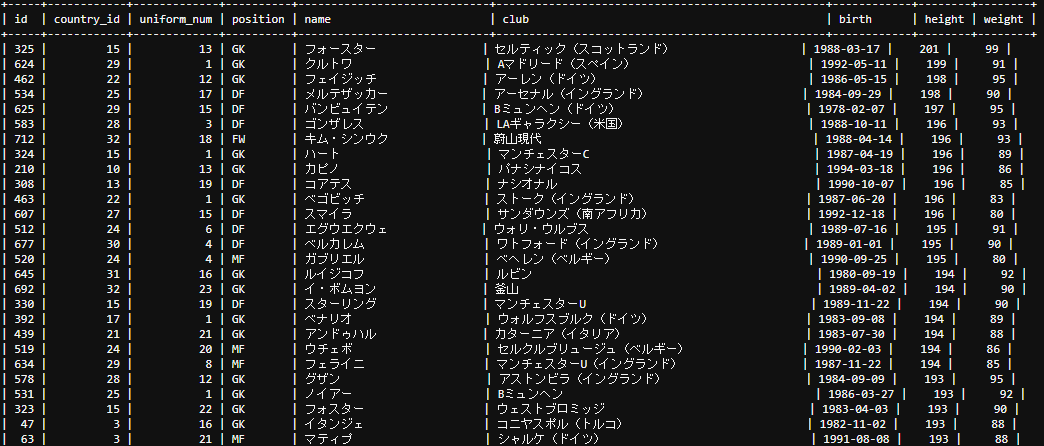 | id | country_id | uniform_num | position | name | club | birth | height | weight |
| 325 | 15 | 13 | GK | フォースター | セルティック（スコットランド） | 1988-03-17 | 201 | 99 |
| 624 | 29 | 1 | GK | クルトワ | Aマドリード（スペイン） | 1992-05-11 | 199 | 91 |
| 462 | 22 | 12 | GK | フェイジッチ | アーレン（ドイツ） | 1986-05-15 | 198 | 95 |
| 534 | 25 | 17 | DF | メルテザッカー | アーセナル（イングランド） | 1984-09-29 | 198 | 90 |
| 625 | 29 | 15 | DF | バンビュイテン | Bミュンヘン（ドイツ） | 1978-02-07 | 197 | 95 |
| 583 | 28 | 3 | DF | ゴンザレス | LAギャラクシー（米国） | 1988-10-11 | 196 | 93 |
| 712 | 32 | 18 | FW | キム・シンウク | 蔚山現代 | 1988-04-14 | 196 | 93 |
| 324 | 15 | 1 | GK | ハート | マンチェスターC | 1987-04-19 | 196 | 89 |
| 210 | 10 | 13 | GK | カピノ | パナシナイコス | 1994-03-18 | 196 | 86 |
| 308 | 13 | 19 | DF | コアテス | ナシオナル | 1990-10-07 | 196 | 85 |
| 463 | 22 | 1 | GK | ベゴビッチ | ストーク（イングランド） | 1987-06-20 | 196 | 83 |
| 607 | 27 | 15 | DF | スマイラ | サンダウンズ（南アフリカ） | 1992-12-18 | 196 | 80 |
| 512 | 24 | 6 | DF | エグウエクウェ | ウォリ・ウルブス | 1989-07-16 | 195 | 91 |
| 677 | 30 | 4 | DF | ベルカレム | ワトフォード（イングランド） | 1989-01-01 | 195 | 90 |
| 520 | 24 | 4 | MF | ガブリエル | ベヘレン（ベルギー） | 1990-09-25 | 195 | 80 |
| 645 | 31 | 16 | GK | ルイジコフ | ルビン | 1980-09-19 | 194 | 92 |
| 692 | 32 | 23 | GK | イ・ボムヨン | 釜山 | 1989-04-02 | 194 | 90 |
| 330 | 15 | 19 | DF | スターリング | マンチェスターU | 1989-11-22 | 194 | 90 |
| 392 | 17 | 1 | GK | ベナリオ | ウォルフスブルク（ドイツ） | 1983-09-08 | 194 | 89 |
| 439 | 21 | 21 | GK | アンドゥハル | カターニア（イタリア） | 1983-07-30 | 194 | 88 |
| 519 | 24 | 20 | MF | ウチェボ | セルクルブリュージュ（ベルギー） | 1990-02-03 | 194 | 86 |
| 634 | 29 | 8 | MF | フェライニ | マンチェスターU（イングランド） | 1987-11-22 | 194 | 85 |
| 578 | 28 | 12 | GK | グザン | アストンビラ（イングランド） | 1984-09-09 | 193 | 95 |
| 531 | 25 | 1 | GK | ノイアー | Bミュンヘン | 1986-03-27 | 193 | 92 |
| 323 | 15 | 22 | GK | フォスター | ウェストブロミッジ | 1983-04-03 | 193 | 90 |
| 47 | 3 | 16 | GK | イタンジェ | コニヤスポル（トルコ） | 1982-11-02 | 193 | 88 |
| 63 | 3 | 21 | MF | マティプ | シャルケ（ドイツ） | 1991-08-08 | 193 | 88 |